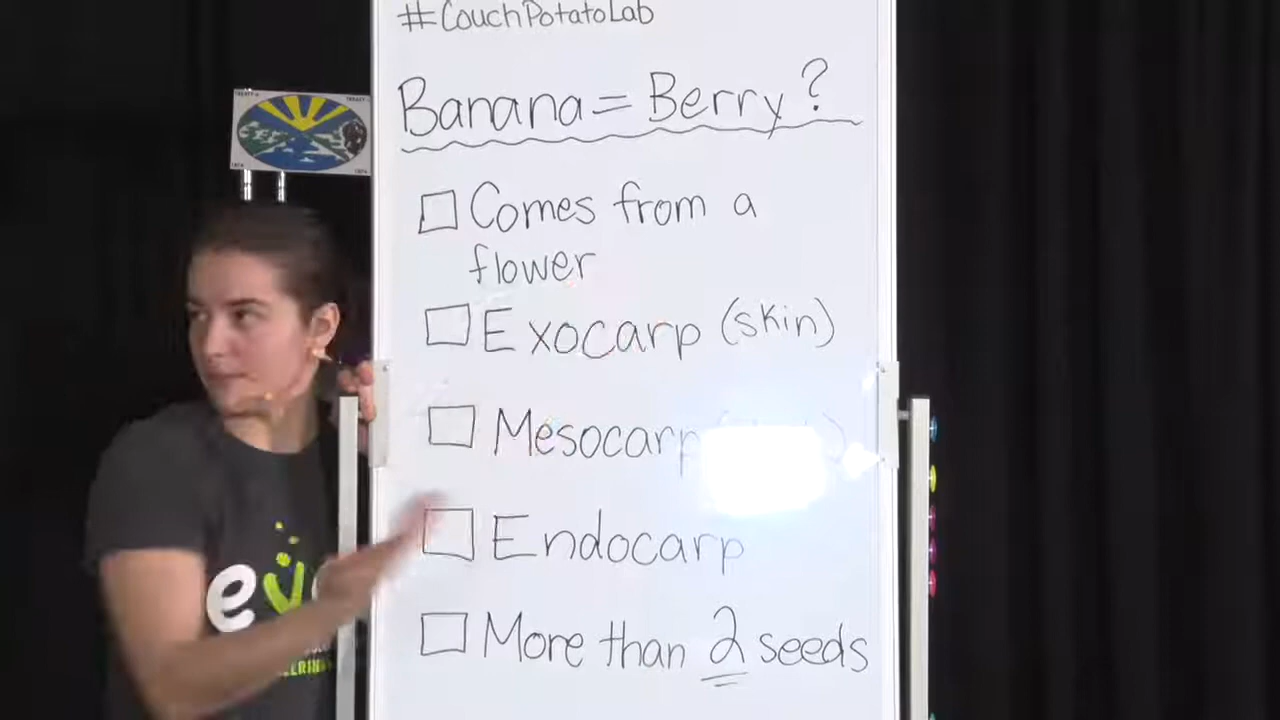 #CouchPotatoLab
Banana = Berry?
Comes from a
flower
Exocarp (skin)
Mesocarp
Endocarp
More than 2 seeds